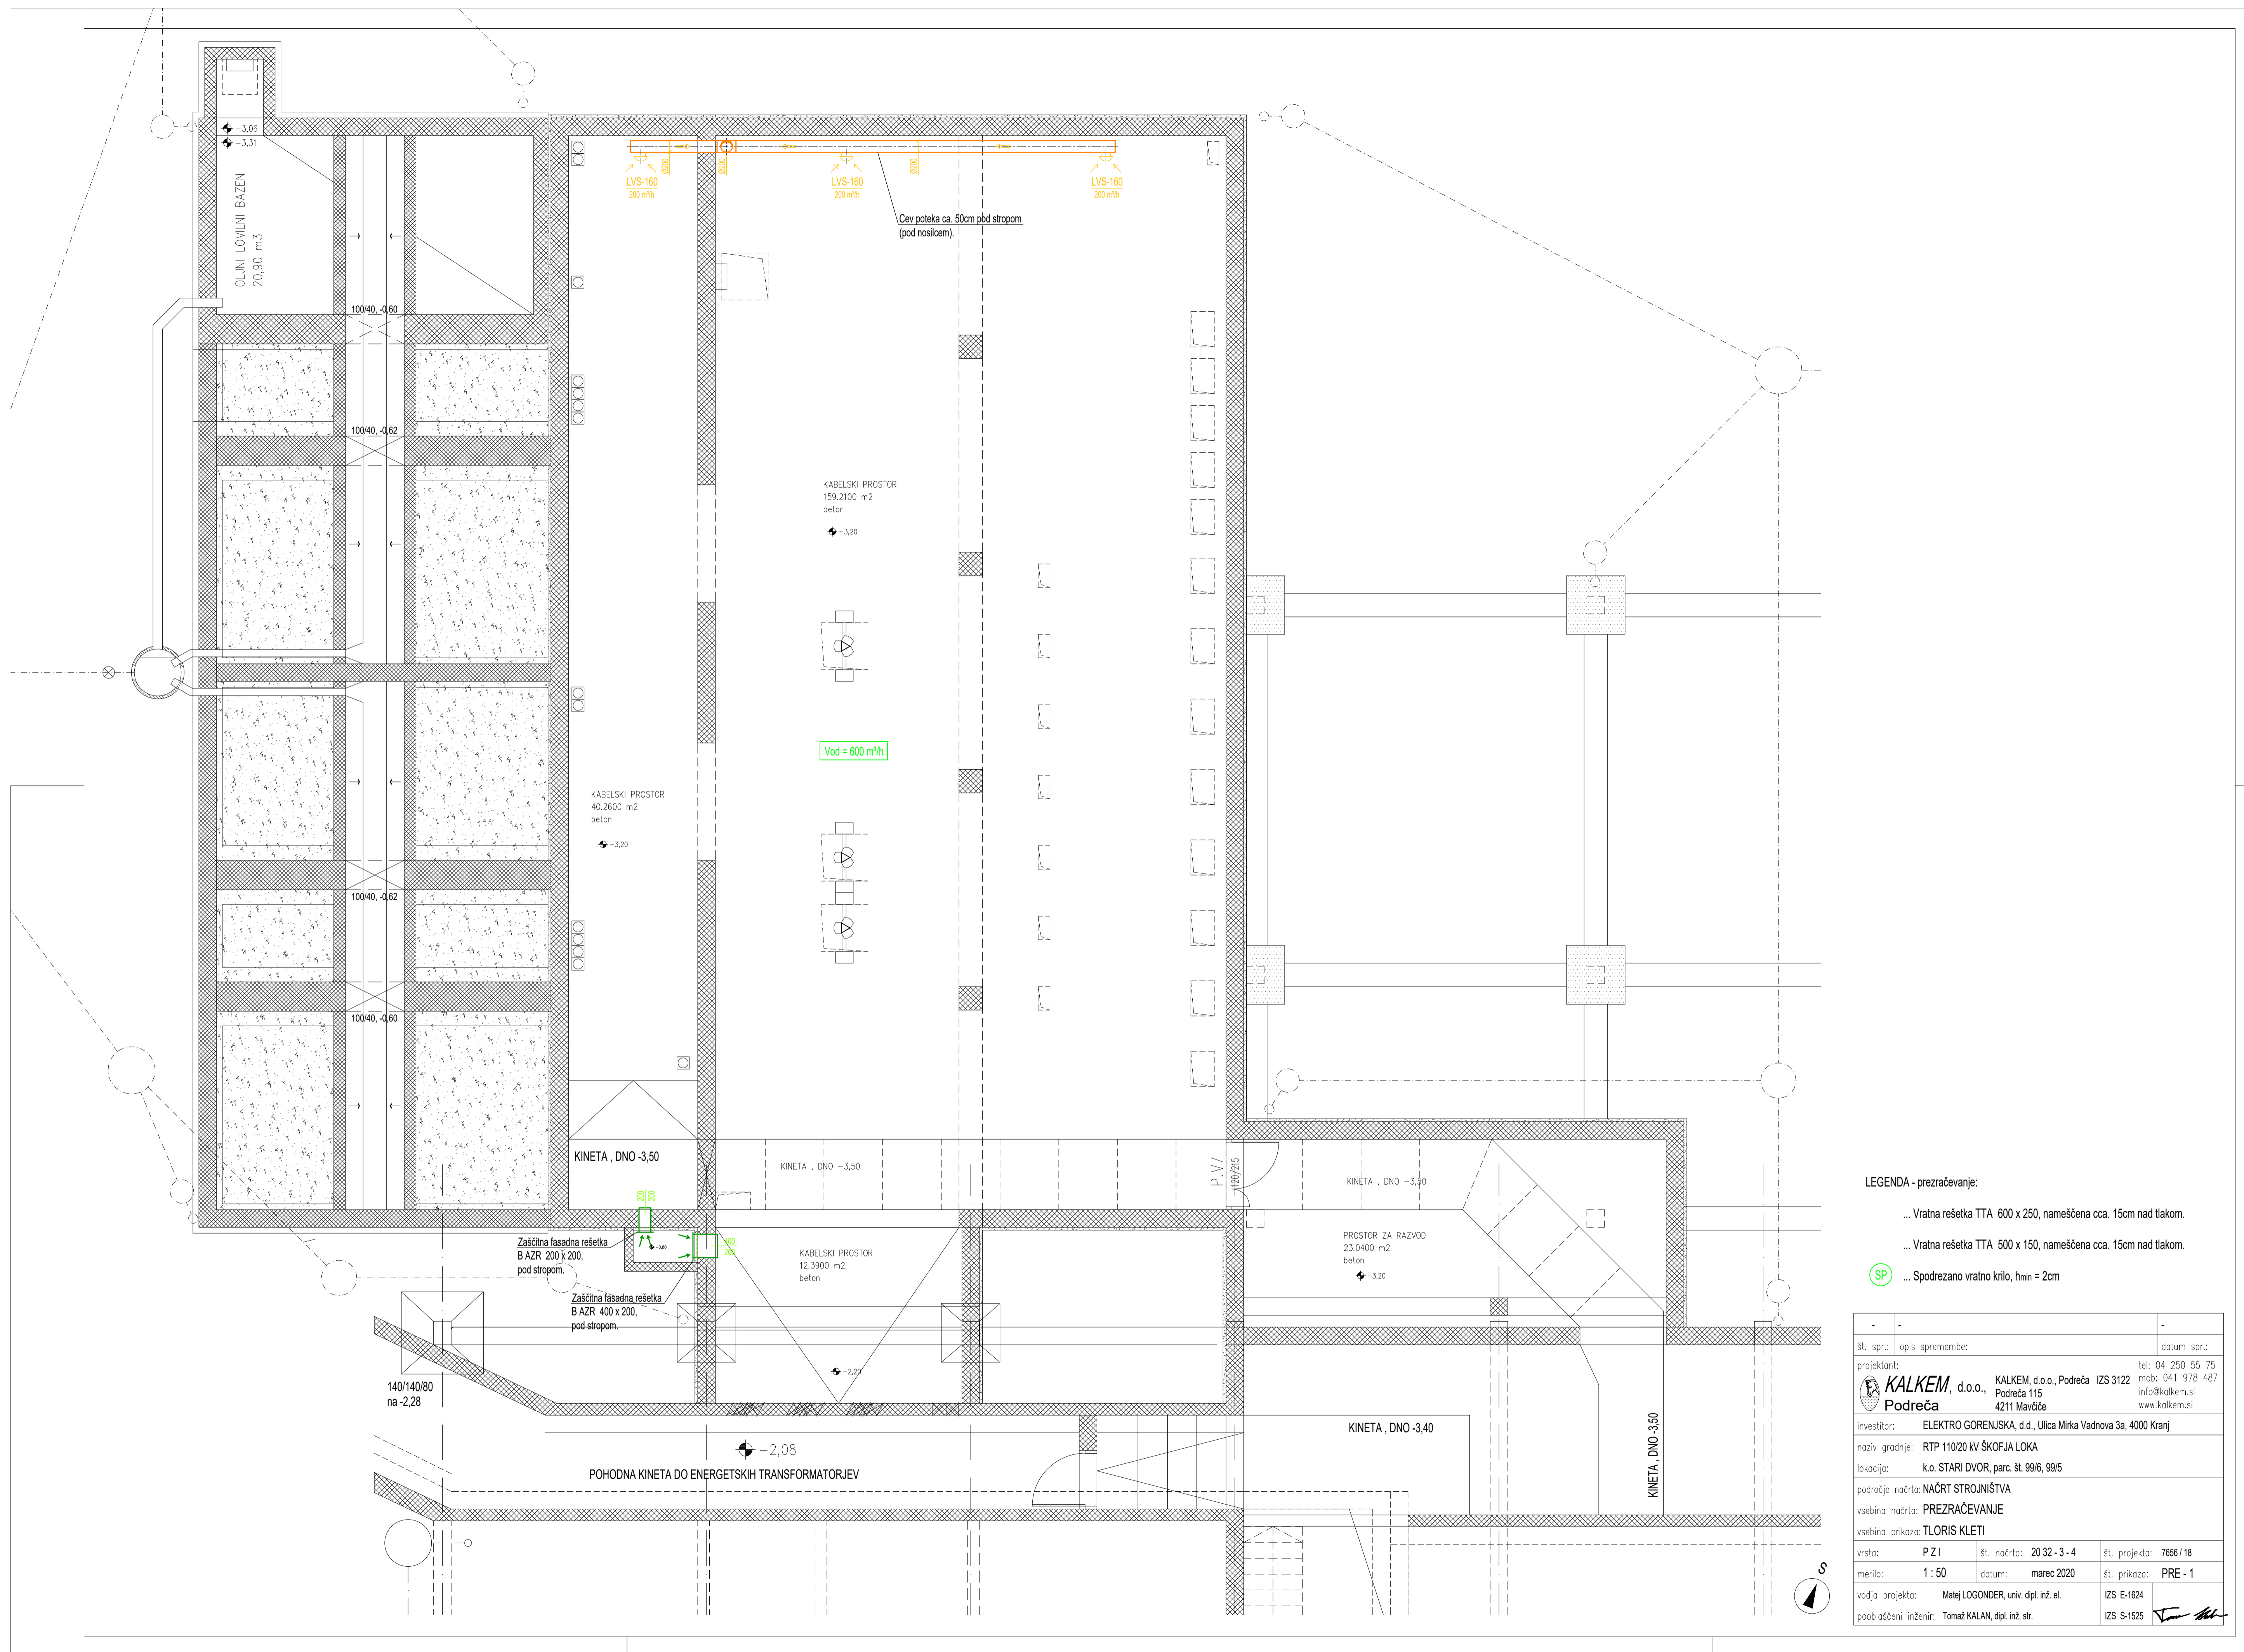 -3,06
-3,31
OLJNI LOVILNI BAZEN
20,90 m3
100/40, -0,60
100/40, -0,62
100/40, -0,62
100/40, -0,60
Ø200
Ø200
Ø200
LVS-160
200 m³/h
LVS-160
200 m³/h
LVS-160
200 m³/h
Cev poteka ca. 50cm pod stropom
(pod nosilcem).
KABELSKI PROSTOR
159.2100 m2
beton
-3,20
Vod = 600 m³/h
KABELSKI PROSTOR
40.2600 m2
beton
-3,20
KINETA , DNO -3,50
KINETA , DNO -3,50
P.V7
120/215
KINETA , DNO -3,50
200
200
Zaščitna fasadna rešetka
B AZR 200 x 200,
pod stropom.
-0,80
400
200
Zaščitna fasadna rešetka
B AZR 400 x 200,
pod stropom.
KABELSKI PROSTOR
12.3900 m2
beton
-2,20
PROSTOR ZA RAZVOD
23.0400 m2
beton
-3,20
140/140/80
na -2,28
-2,08
POHODNA KINETA DO ENERGETSKIH TRANSFORMATORJEV
KINETA , DNO -3,40
KINETA , DNO -3,50
S
LEGENDA - prezračevanje:
... Vratna rešetka TTA 600 x 250, nameščena cca. 15cm nad tlakom.
... Vratna rešetka TTA 500 x 150, nameščena cca. 15cm nad tlakom.
SP ... Spodrezano vratno krilo, hmin = 2cm
- - -
št. spr.: opis spremembe: datum spr.:
projektant:
KALKEM, d.o.o.,
Podreča
KALKEM, d.o.o., Podreča IZS 3122
Podreča 115
4211 Mavčiče
tel: 04 250 55 75
mob: 041 978 487
info@kalkem.si
www.kalkem.si
investitor: ELEKTRO GORENJSKA, d.d., Ulica Mirka Vadnova 3a, 4000 Kranj
naziv gradnje: RTP 110/20 kV ŠKOFJA LOKA
lokacija: k.o. STARI DVOR, parc. št. 99/6, 99/5
področje načrta: NAČRT STROJNIŠTVA
vsebina načrta: PREZRAČEVANJE
vsebina prikaza: TLORIS KLETI
vrsta: P Z I št. načrta: 20 32 - 3 - 4 št. projekta: 7656 / 18
merilo: 1 : 50 datum: marec 2020 št. prikaza: PRE - 1
vodja projekta: Matej LOGONDER, univ. dipl. inž. el. IZS E-1624
pooblaščeni inženir: Tomaž KALAN, dipl. inž. str. IZS S-1525